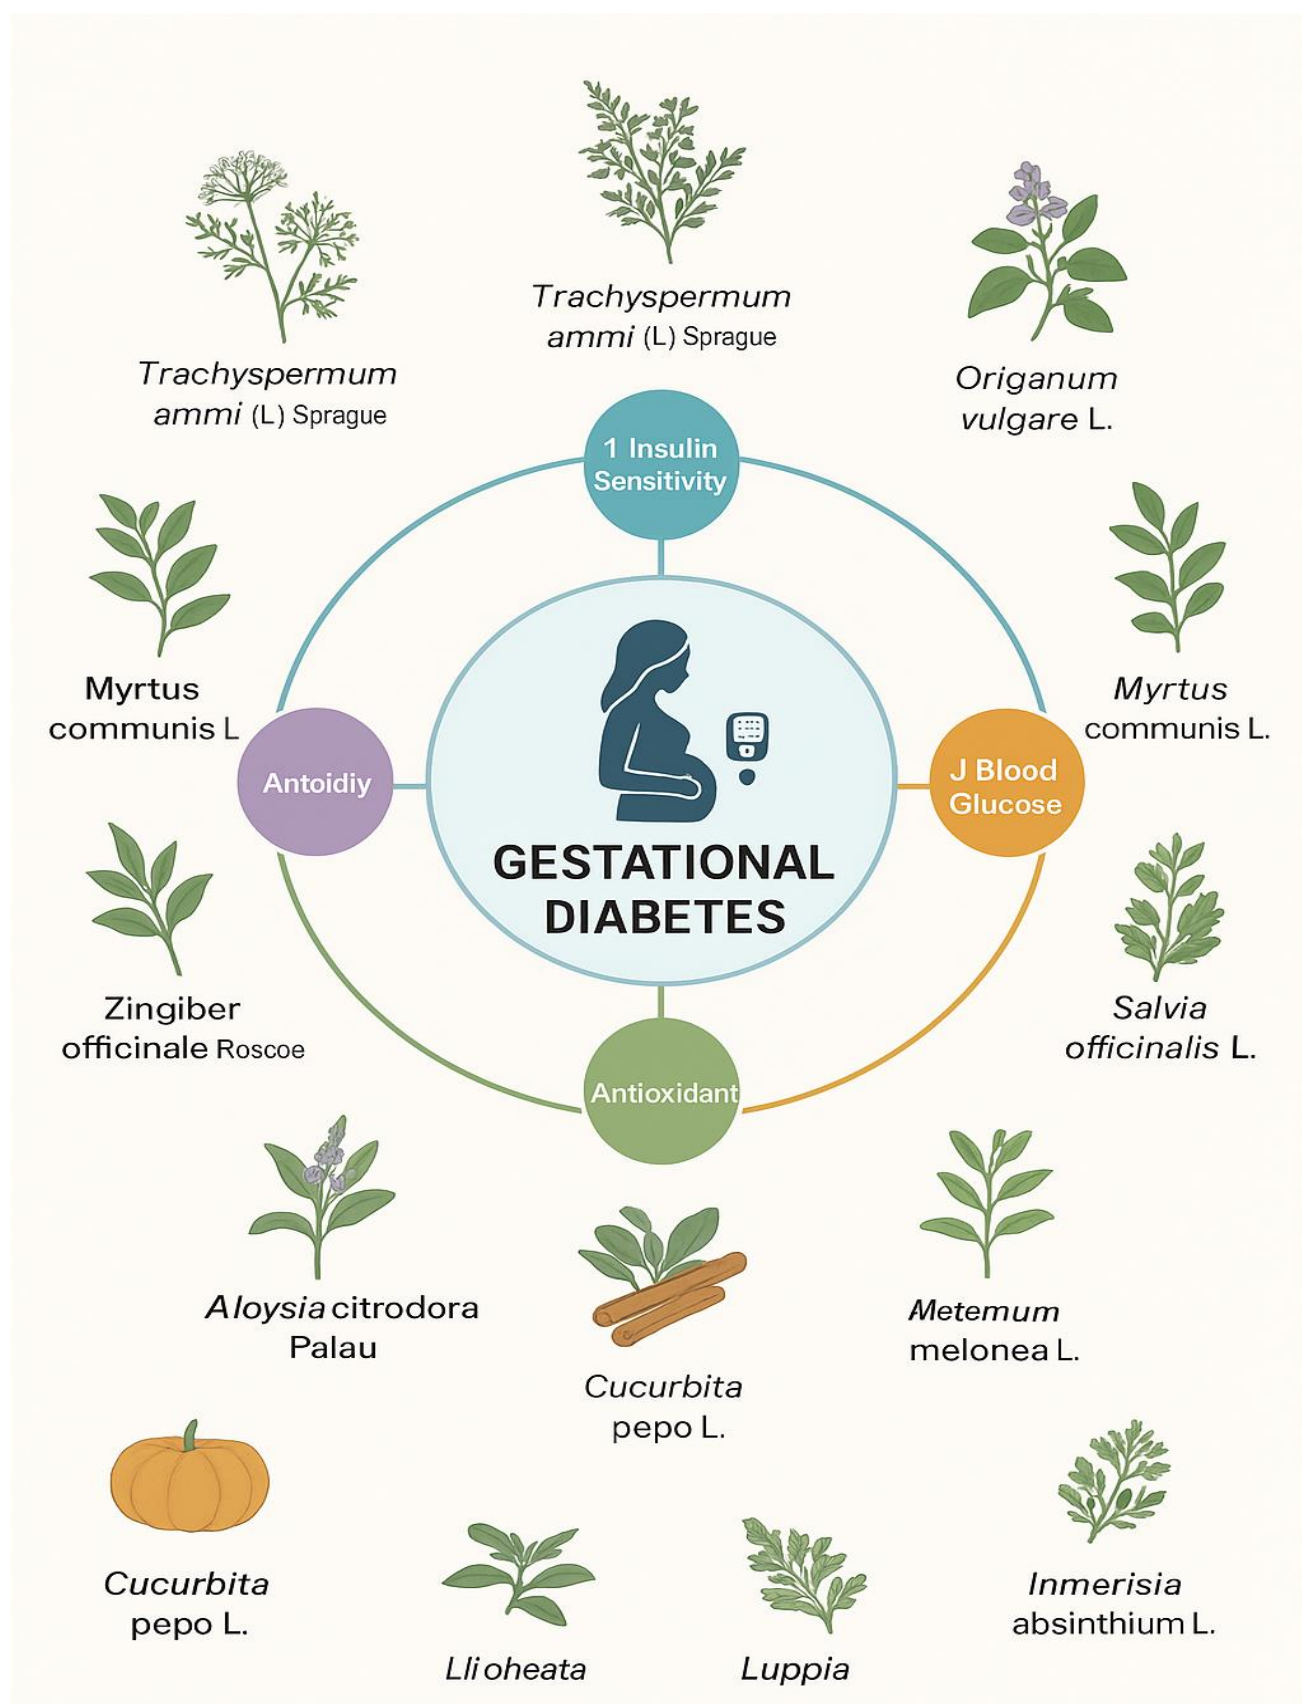 Trachyspermum
ammi (L) Sprague
Trachyspermum
ammi (L) Sprague
Origanum
vulgare L.
1 Insulin
Sensitivity
Myrtus
communis L
Myrtus
communis L.
Antoidiy
J Blood
Glucose
GESTATIONAL
DIABETES
Zingiber
officinale Roscoe
Salvia
officinalis L.
Antioxidant
Aloysia citrodora
Palau
Cucurbita
pepo L.
Metemum
melonea L.
Cucurbita
pepo L.
Llioheata
Luppia
Inmerisia
absinthium L.